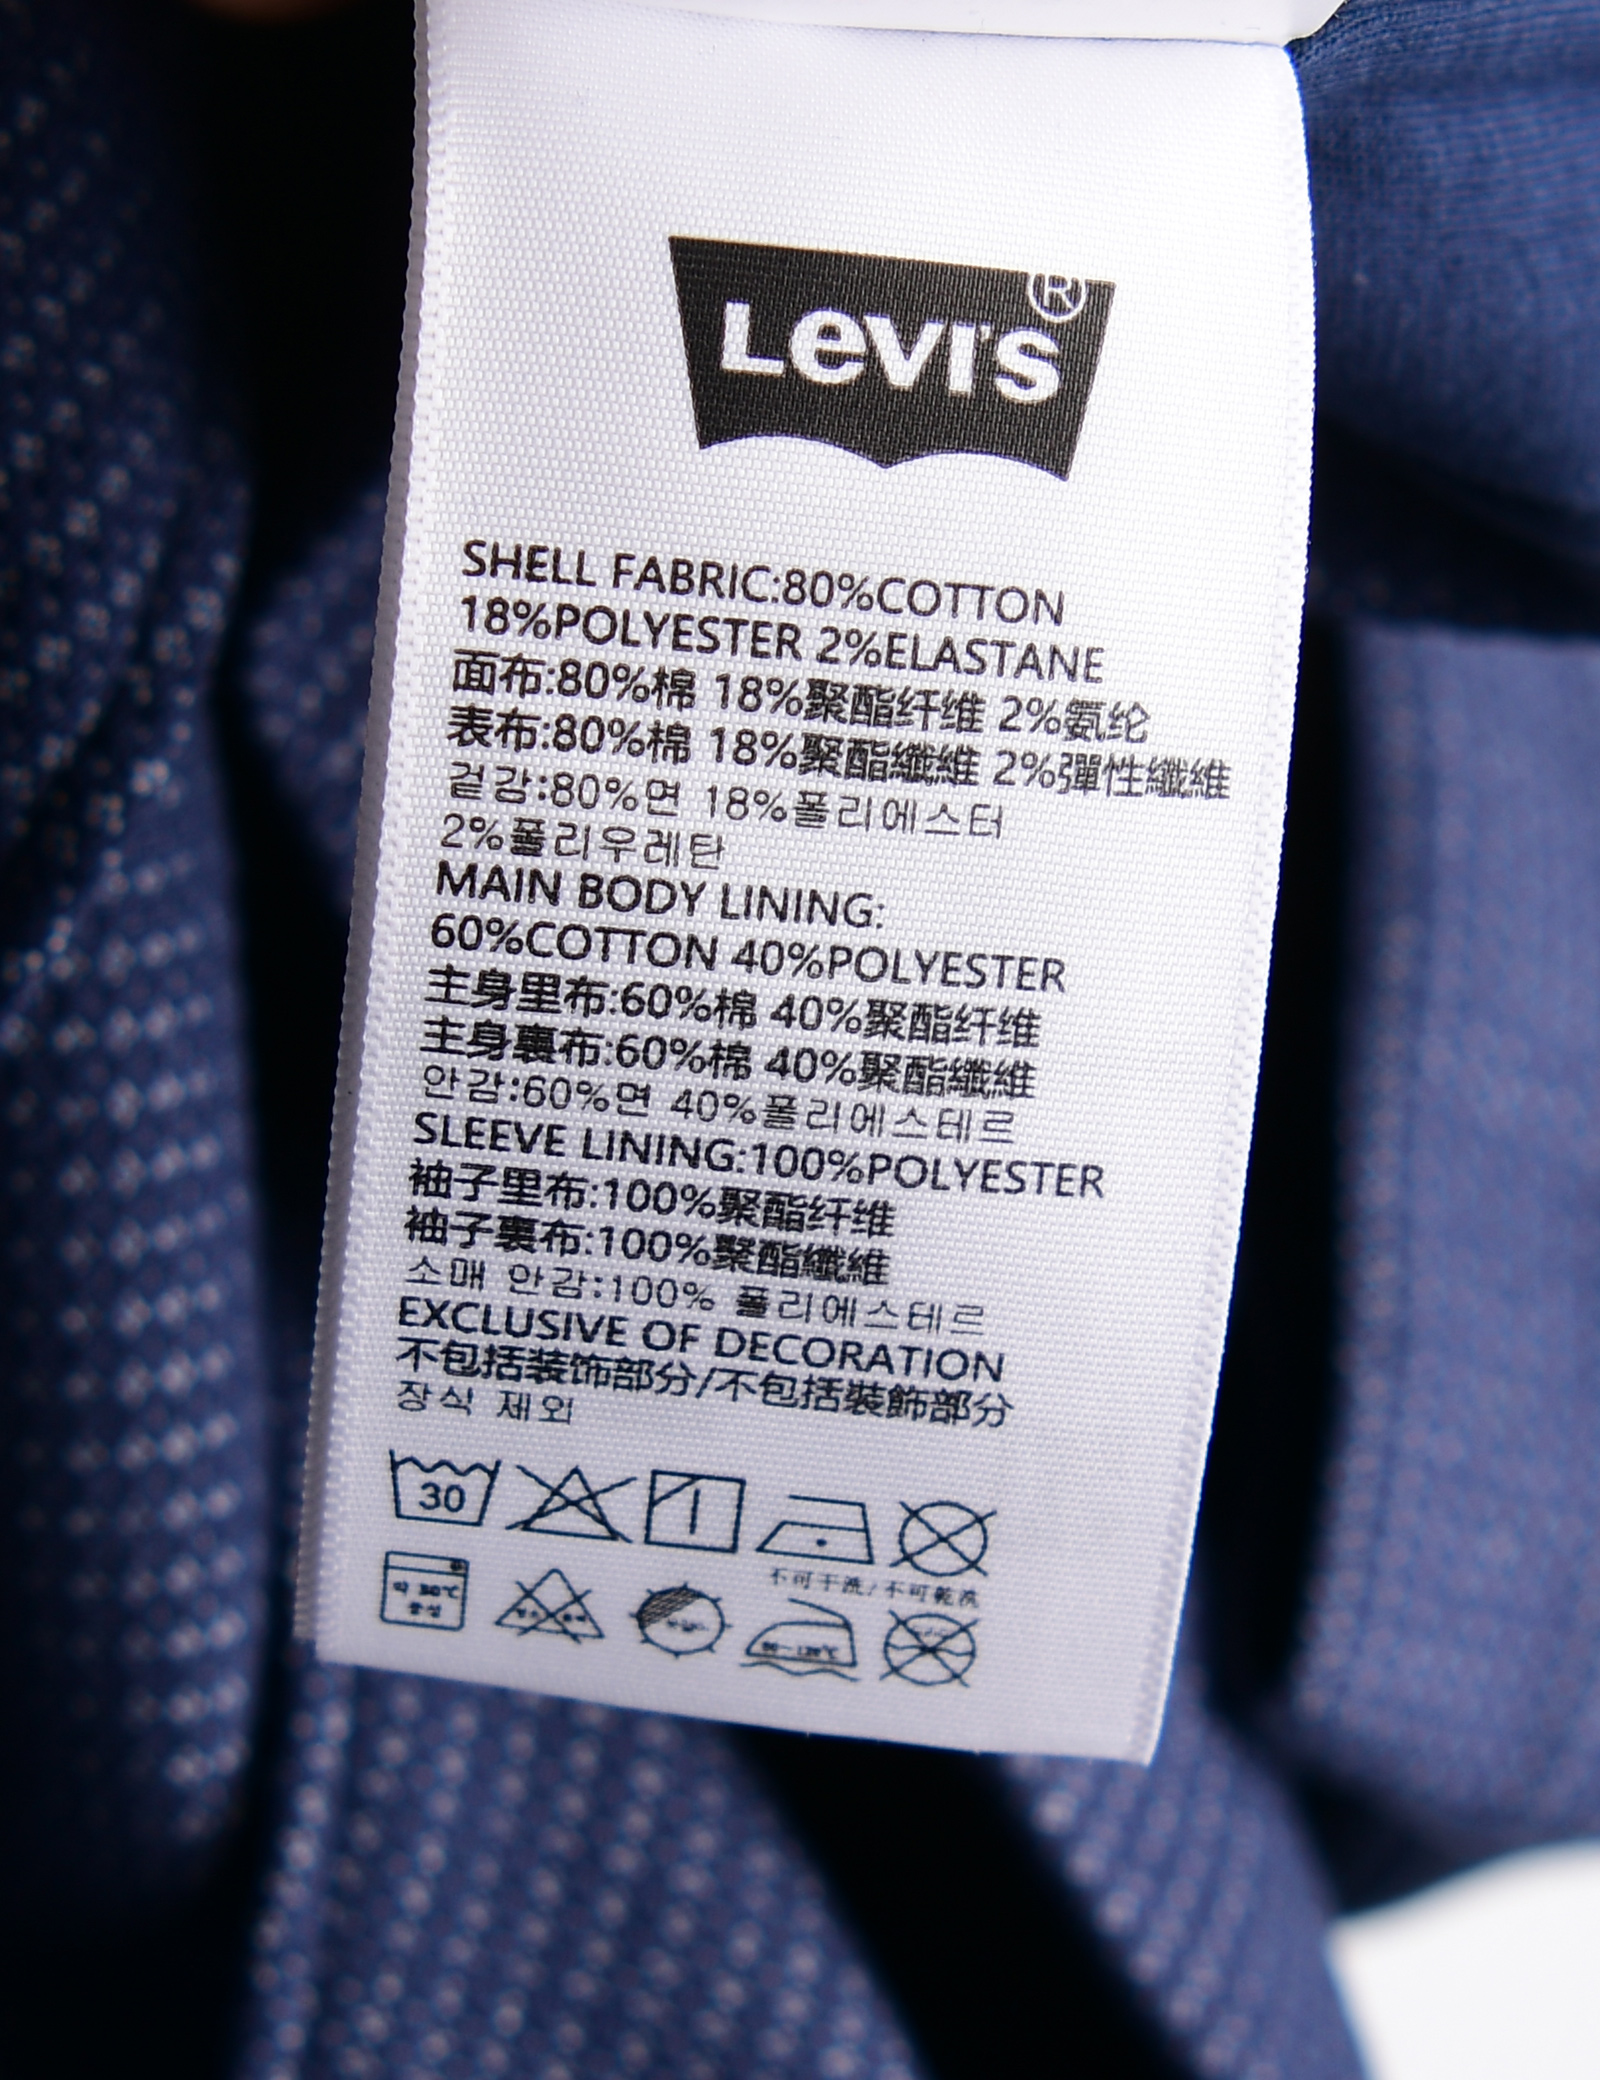 Levi's®
SHELL FABRIC:80%COTTON
18%POLYESTER 2%ELASTANE
面布:80%棉 18%聚酯纤维 2%氨纶
表布:80%棉 18%聚酯纖維 2%彈性纖維
겉감:80%면 18%폴리에스터
2%폴리우레탄
MAIN BODY LINING:
60%COTTON 40%POLYESTER
主身里布:60%棉 40%聚酯纤维
主身裏布:60%棉 40%聚酯纖維
안감:60%면 40%폴리에스테르
SLEEVE LINING:100%POLYESTER
袖子里布:100%聚酯纤维
袖子裏布:100%聚酯纖維
소매 안감:100% 폴리에스테르
EXCLUSIVE OF DECORATION
不包括装饰部分/不包括裝飾部分
장식 제외
30
不可干洗/不可乾洗
약 30℃
중성